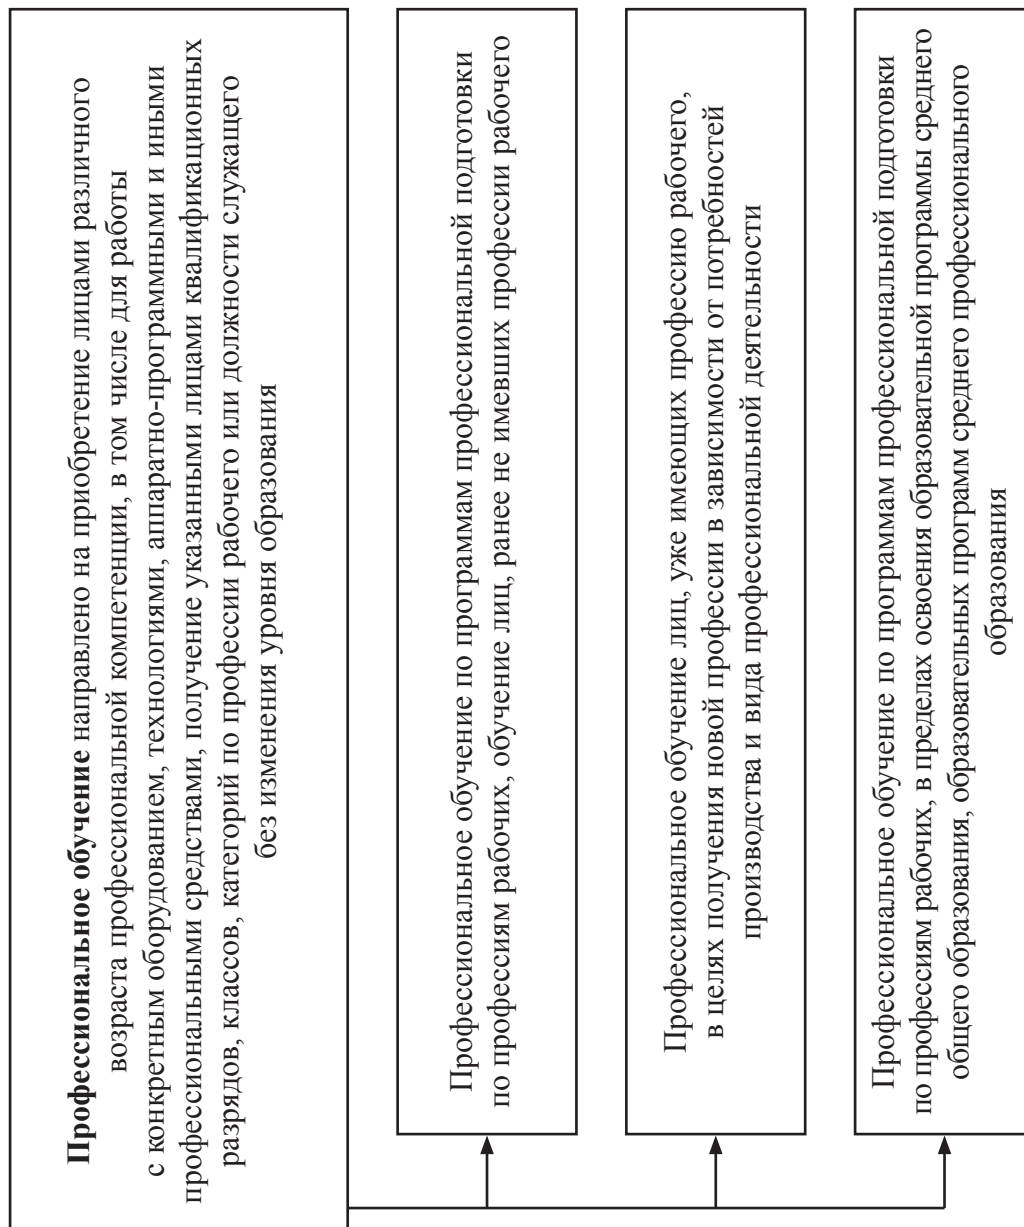 Профессиональное обучение направлено на приобретение лицами различного
возраста профессиональной компетенции, в том числе для работы
с конкретным оборудованием, технологиями, аппаратно-программными и иными
профессиональными средствами, получение указанными лицами квалификационных
разрядов, классов, категорий по профессии рабочего или должности служащего
без изменения уровня образования
Профессиональное обучение по программам профессиональной подготовки
по профессиям рабочих, обучение лиц, ранее не имевших профессии рабочего
Профессиональное обучение лиц, уже имеющих профессию рабочего,
в целях получения новой профессии в зависимости от потребностей
производства и вида профессиональной деятельности
Профессиональное обучение по программам профессиональной подготовки
по профессиям рабочих, в пределах освоения образовательной программы среднего
общего образования, образовательных программ среднего профессионального
образования